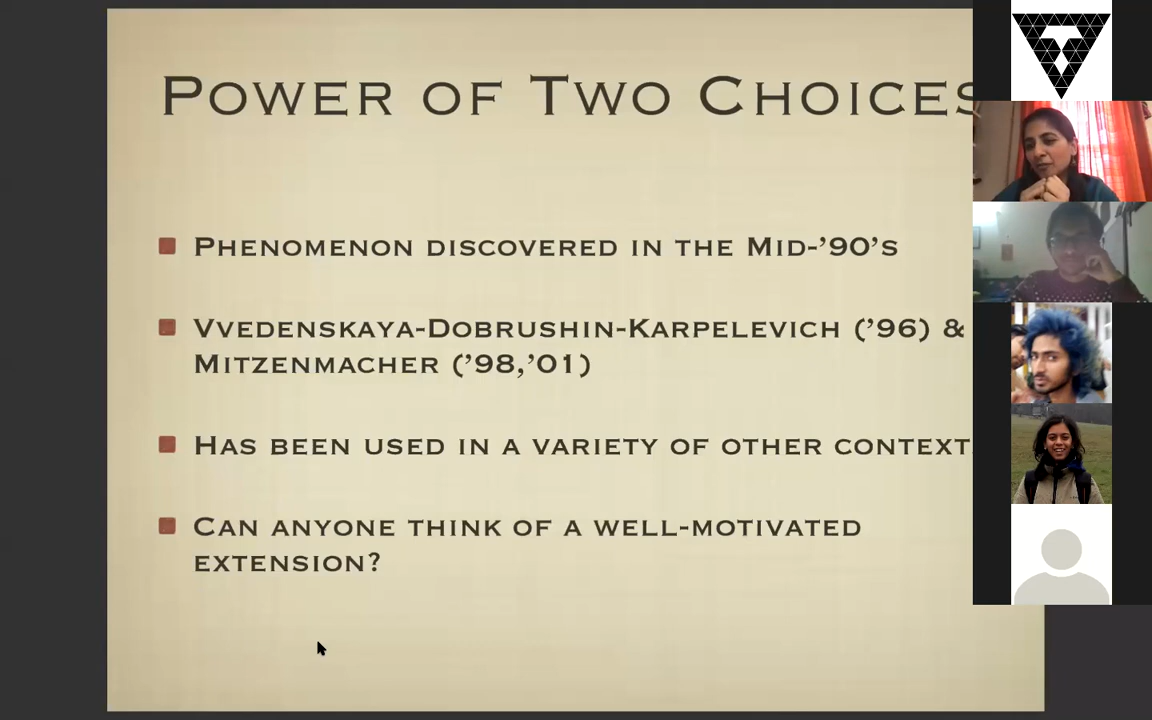 Power of Two Choices
Phenomenon discovered in the Mid-’90’s
Vvedenskaya-Dobrushin-Karpelevich (’96) &
Mitzenmacher (’98,’01)
Has been used in a variety of other context
Can anyone think of a well-motivated
extension?